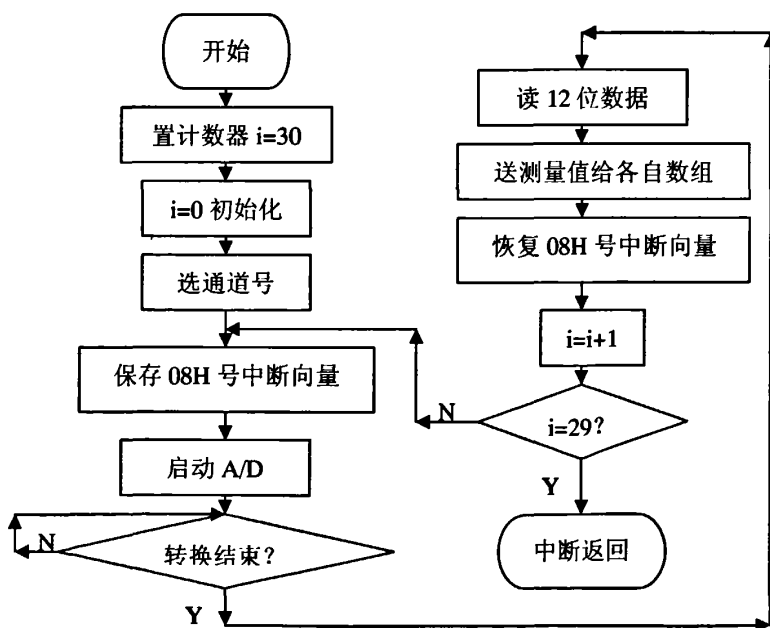 开始
置计数器 i=30
i=0 初始化
选通道号
保存 08H 号中断向量
启动 A/D
转换结束?
N
Y
读 12 位数据
送测量值给各自数组
恢复 08H 号中断向量
i=i+1
i=29?
N
Y
中断返回